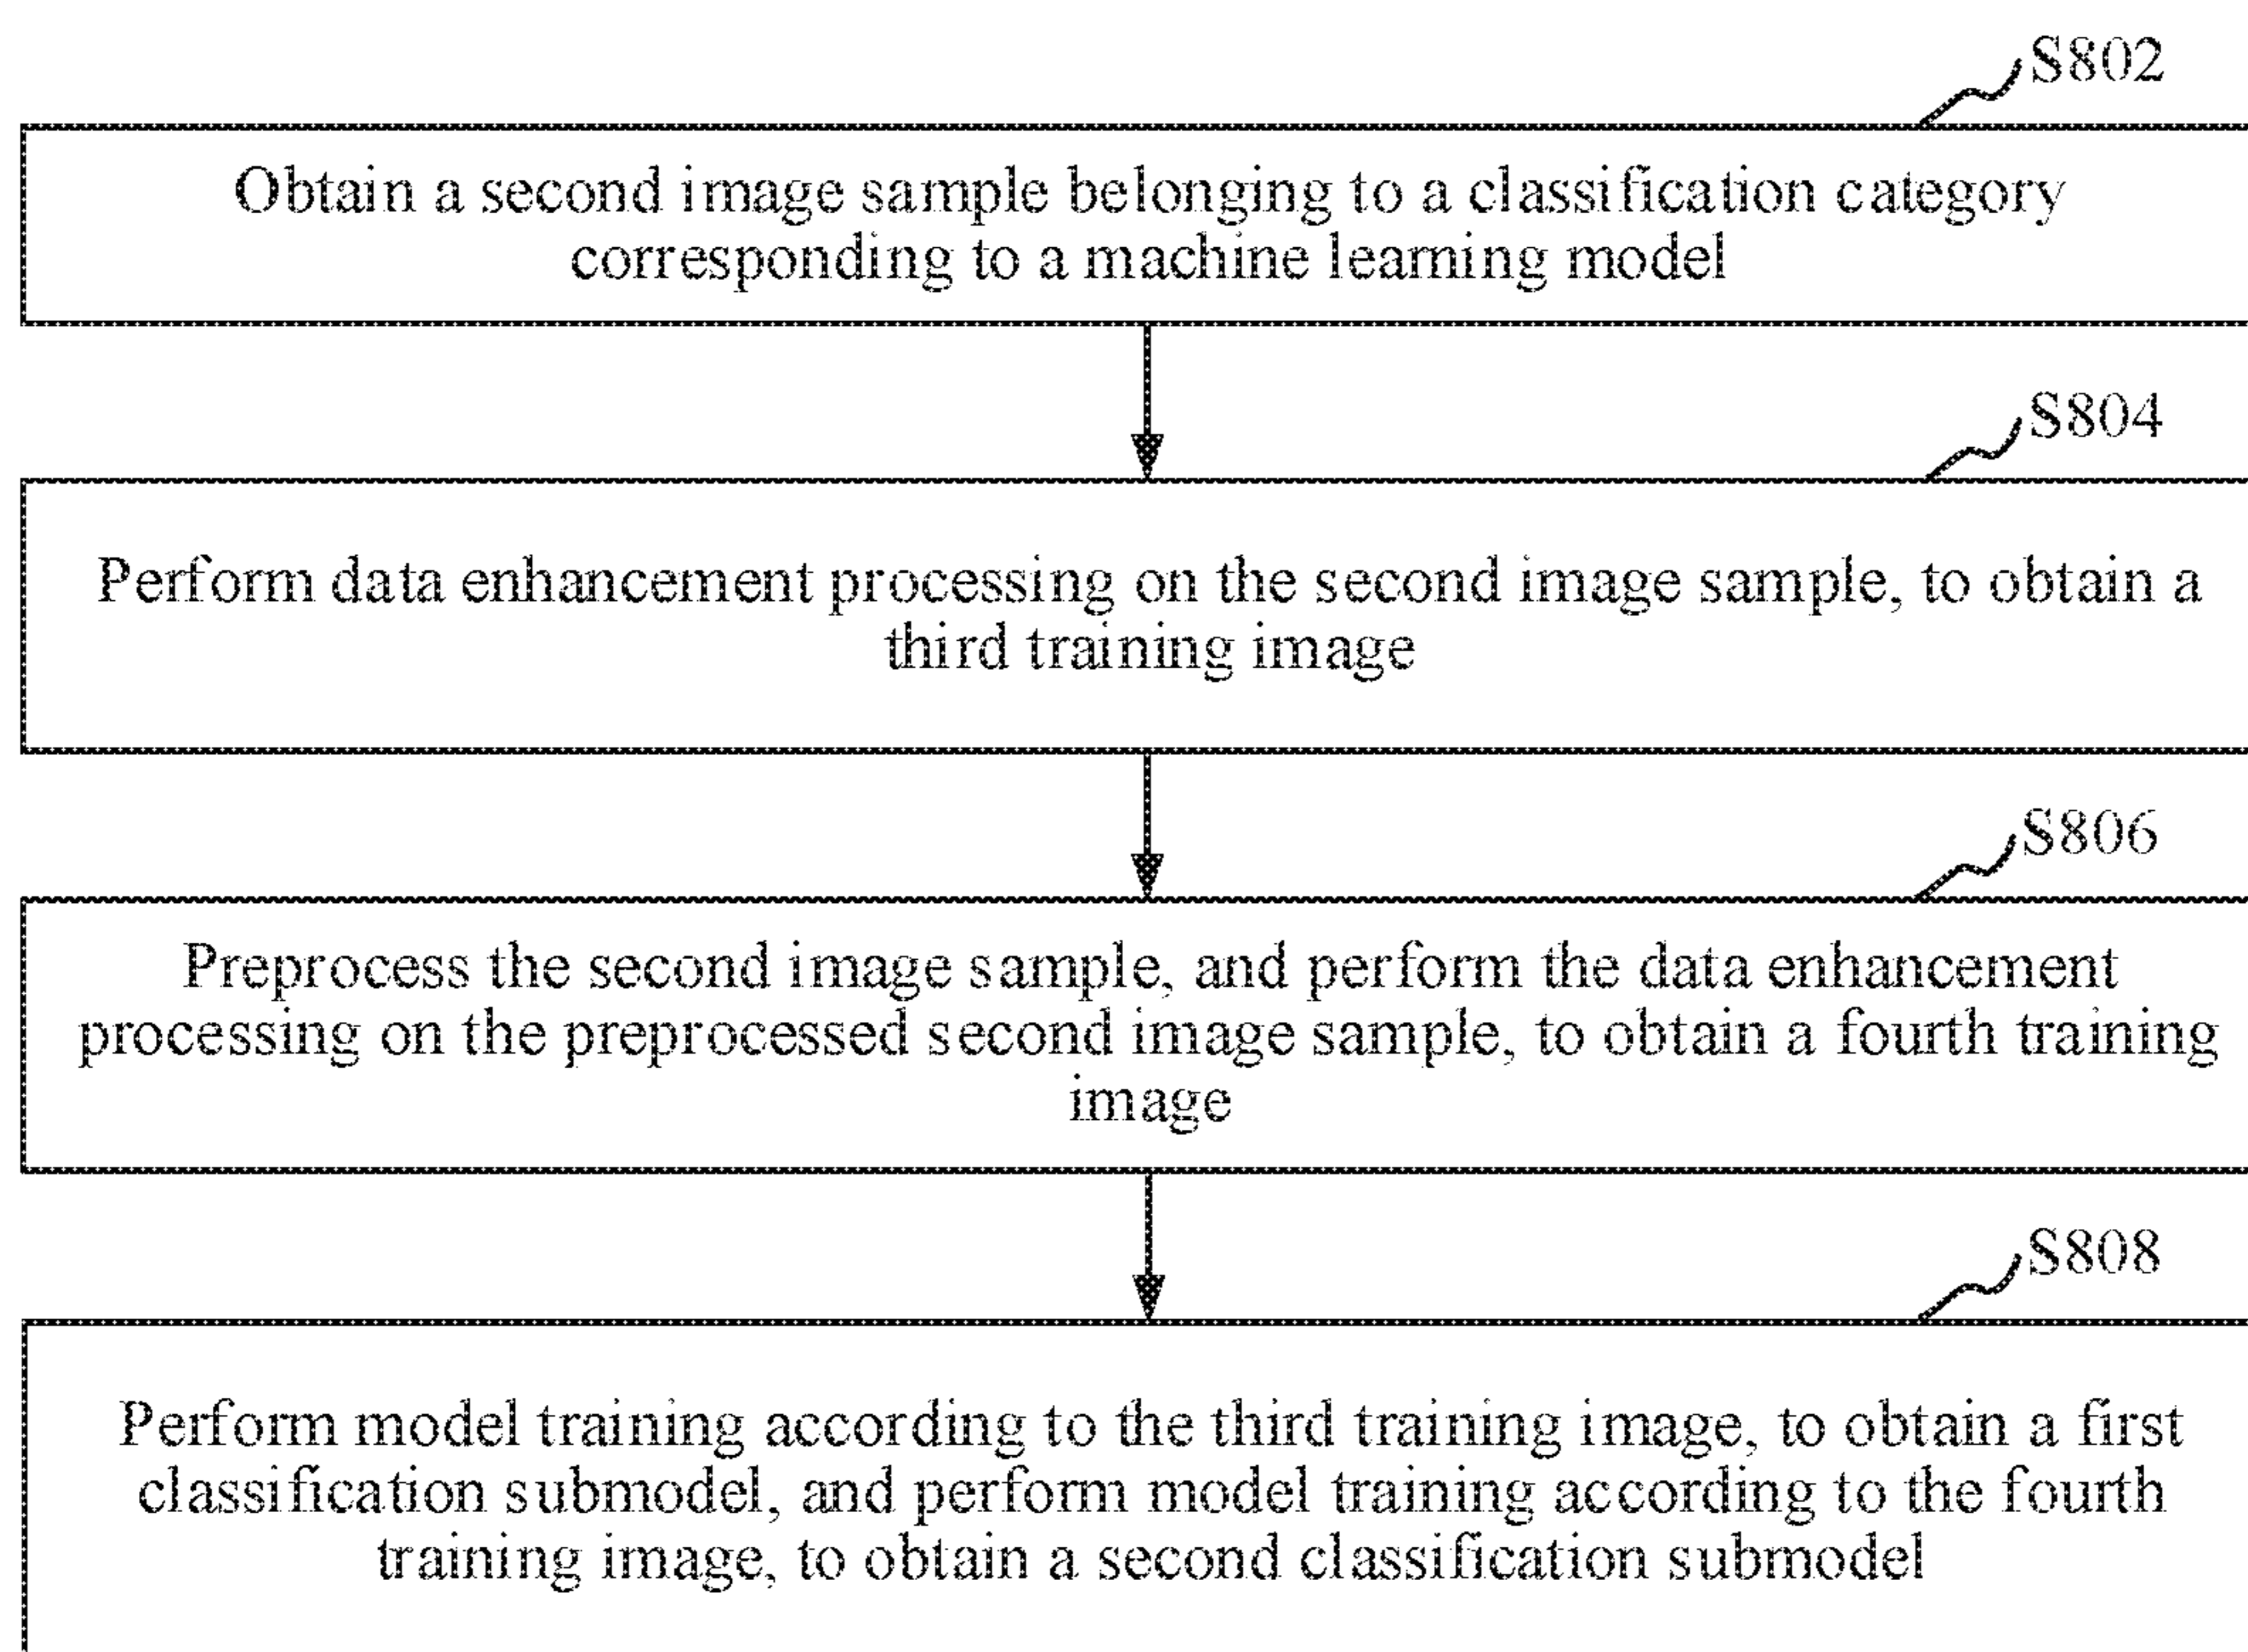 S802
Obtain a second image sample belonging to a classification category
corresponding to a machine learning model
S804
Perform data enhancement processing on the second image sample, to obtain a
third training image
S806
Preprocess the second image sample, and perform the data enhancement
processing on the preprocessed second image sample, to obtain a fourth training
image
S808
Perform model training according to the third training image, to obtain a first
classification submodel, and perform model training according to the fourth
training image, to obtain a second classification submodel